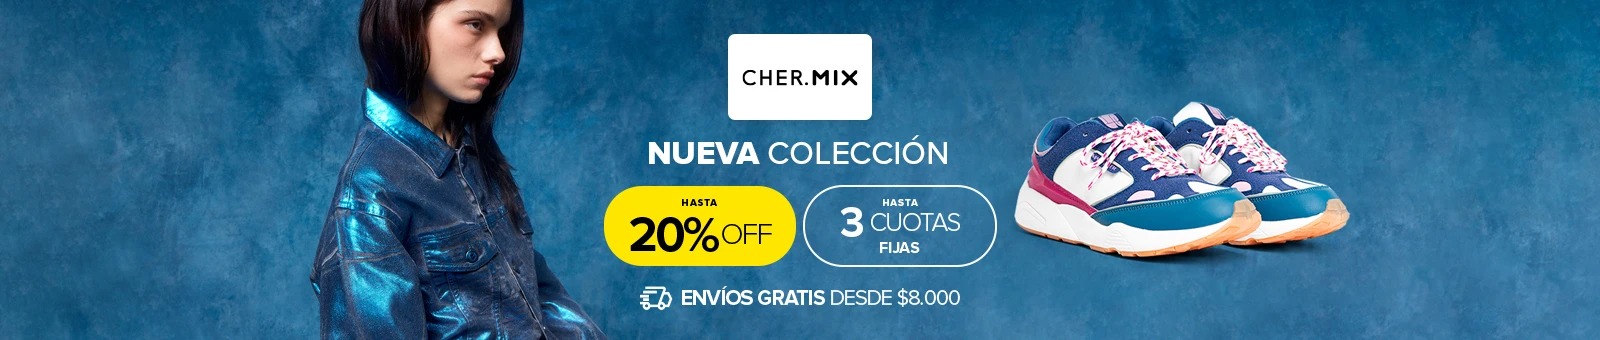 CHER.MIX
NUEVA COLECCIÓN
HASTA
20% OFF
HASTA
3 CUOTAS
FIJAS
ENVÍOS GRATIS DESDE $8.000